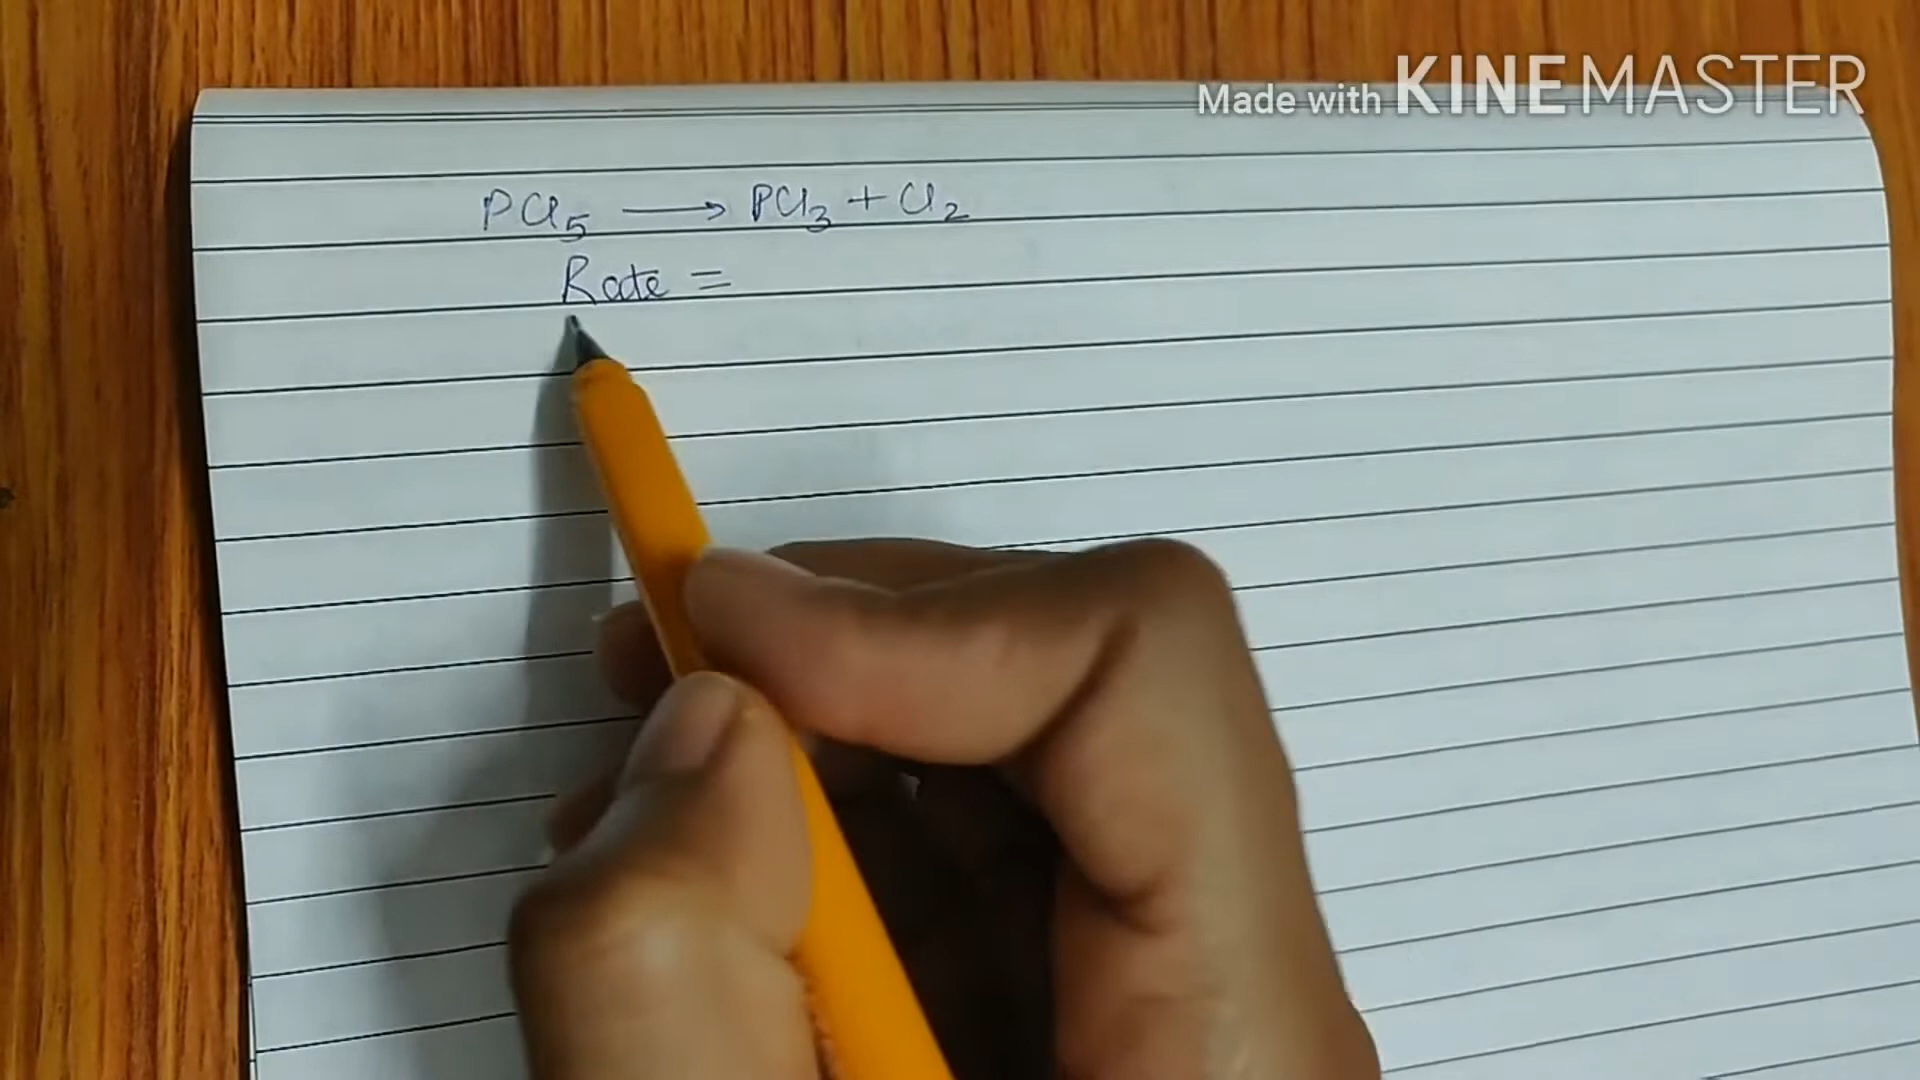 Made with KINEMASTER
PCl5 ⟶ PCl3 + Cl2
Rate =